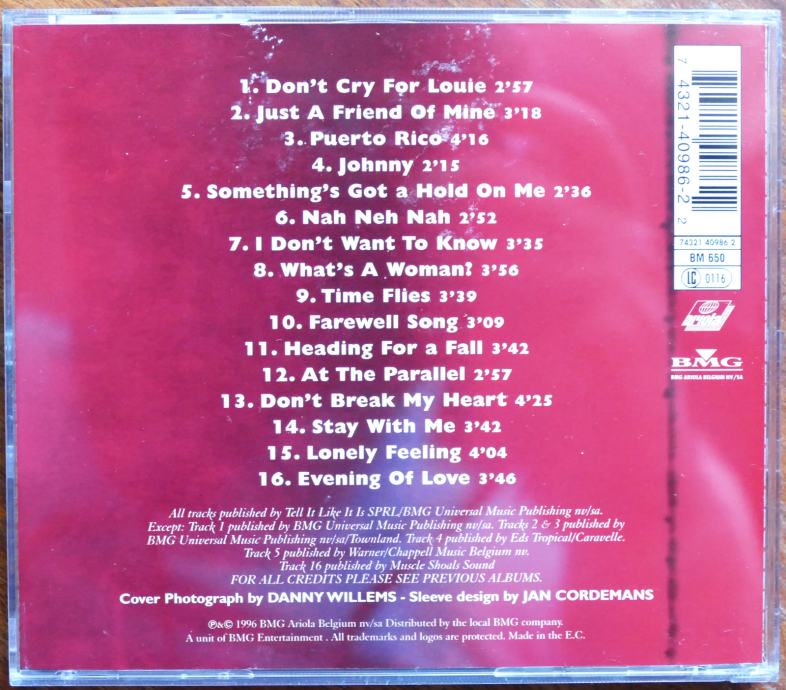 1. Don't Cry For Louie 2'57
2. Just A Friend Of Mine 3'18
3. Puerto Rico 4'16
4. Johnny 2'15
5. Something's Got a Hold On Me 2'36
6. Nah Neh Nah 2'52
7. I Don't Want To Know 3'35
8. What's A Woman? 3'56
9. Time Flies 3'39
10. Farewell Song 3'09
11. Heading For a Fall 3'42
12. At The Parallel 2'57
13. Don't Break My Heart 4'25
14. Stay With Me 3'42
15. Lonely Feeling 4'04
16. Evening Of Love 3'46
All tracks published by Tell It Like It Is SPRL/BMG Universal Music Publishing nv/sa.
Except: Track 1 published by BMG Universal Music Publishing nv/sa. Tracks 2 & 3 published by
BMG Universal Music Publishing nv/sa/Townland. Track 4 published by Eds Tropical/Caravelle.
Track 5 published by Warner/Chappell Music Belgium nv.
Track 16 published by Muscle Shoals Sound
FOR ALL CREDITS PLEASE SEE PREVIOUS ALBUMS.
Cover Photograph by DANNY WILLEMS - Sleeve design by JAN CORDEMANS
℗&© 1996 BMG Ariola Belgium nv/sa Distributed by the local BMG company.
A unit of BMG Entertainment . All trademarks and logos are protected. Made in the E.C.
7 4321-40986-2 2
74321 40986 2
BM 650
LC 0116
ariola
BMG
BMG ARIOLA BELGIUM NV/SA